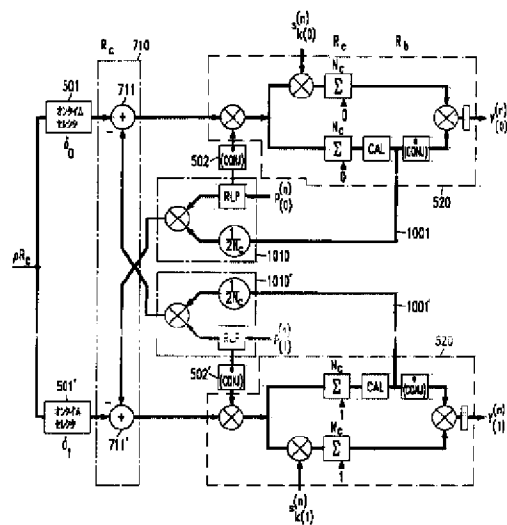 s(n)k(0)
Rc 710
Rc Rb
501
711
Nc
Σ
0
オンタイム
セレクタ
δ0
+
−
y(n)(0)
502
(CONJ)
Nc
Σ
0
CAL
*
(CONJ)
RLP
p(n)(0)
520
1/2Nc
1001
1010
ρRc
1010'
1/2Nc
1001'
RLP
p(n)(1)
502'
(CONJ)
520
501'
オンタイム
セレクタ
δ1
−
+
711'
Nc
Σ
1
CAL
*
(CONJ)
Nc
Σ
1
y(n)(1)
s(n)k(1)